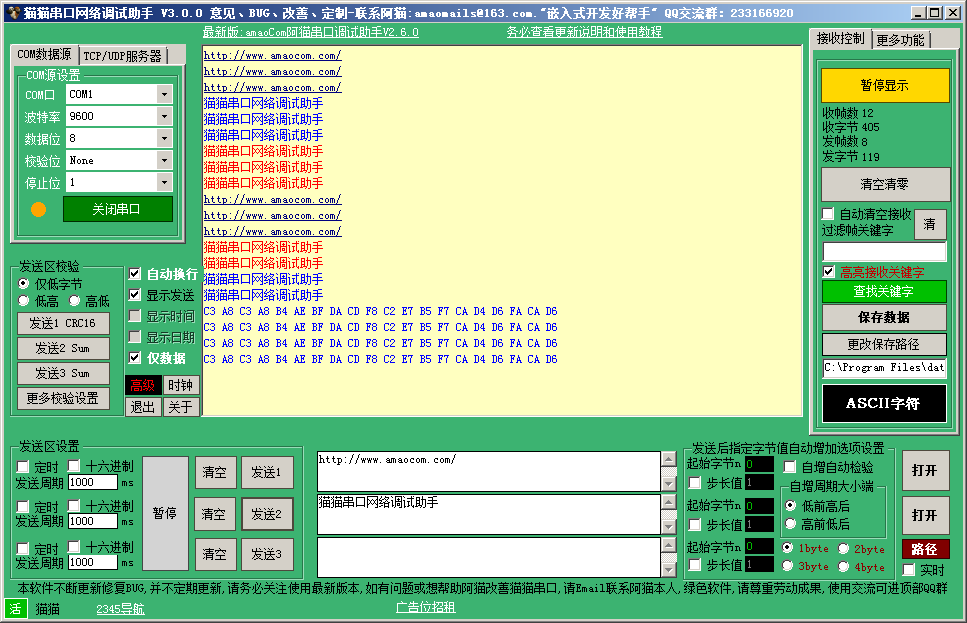 猫猫串口网络调试助手 V3.0.0 意见、BUG、改善、定制-联系阿猫:amaomails@163.com."嵌入式开发好帮手" QQ交流群：233166920
最新版:amaoCom阿猫串口调试助手V2.6.0
务必查看更新说明和使用教程
COM数据源
TCP/UDP服务器
COM源设置
COM口
COM1
波特率
9600
数据位
8
校验位
None
停止位
1
关闭串口
发送区校验
仅低字节
低高
高低
发送1 CRC16
发送2 Sum
发送3 Sum
更多校验设置
自动换行
显示发送
显示时间
显示日期
仅数据
高级
时钟
退出
关于
http://www.amaocom.com/
http://www.amaocom.com/
http://www.amaocom.com/
猫猫串口网络调试助手
猫猫串口网络调试助手
猫猫串口网络调试助手
猫猫串口网络调试助手
猫猫串口网络调试助手
猫猫串口网络调试助手
http://www.amaocom.com/
http://www.amaocom.com/
http://www.amaocom.com/
猫猫串口网络调试助手
猫猫串口网络调试助手
猫猫串口网络调试助手
猫猫串口网络调试助手
C3 A8 C3 A8 B4 AE BF DA CD F8 C2 E7 B5 F7 CA D4 D6 FA CA D6
C3 A8 C3 A8 B4 AE BF DA CD F8 C2 E7 B5 F7 CA D4 D6 FA CA D6
C3 A8 C3 A8 B4 AE BF DA CD F8 C2 E7 B5 F7 CA D4 D6 FA CA D6
C3 A8 C3 A8 B4 AE BF DA CD F8 C2 E7 B5 F7 CA D4 D6 FA CA D6
接收控制
更多功能
暂停显示
收帧数 12
收字节 405
发帧数 8
发字节 119
清空清零
自动清空接收
过滤帧关键字
清
高亮接收关键字
查找关键字
保存数据
更改保存路径
C:\Program Files\dat
ASCII字符
发送区设置
定时
十六进制
发送周期
1000
ms
定时
十六进制
发送周期
1000
ms
定时
十六进制
发送周期
1000
ms
暂停
清空
发送1
清空
发送2
清空
发送3
http://www.amaocom.com/
猫猫串口网络调试助手
发送后指定字节值自动增加选项设置
起始字节n
0
步长值
1
起始字节n
0
步长值
1
起始字节n
0
步长值
1
自增自动检验
自增周期大小端
低前高后
高前低后
1byte
2byte
3byte
4byte
打开
打开
路径
实时
本软件不断更新修复BUG,并不定期更新,请务必关注使用最新版本,如有问题或想帮助阿猫改善猫猫串口,请Email联系阿猫本人,绿色软件,请尊重劳动成果,使用交流可进顶部QQ群
活
猫猫
2345导航
广告位招租